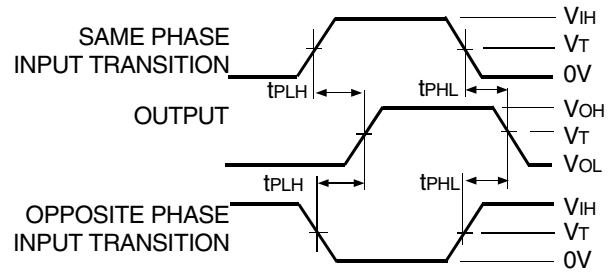 SAME PHASE
INPUT TRANSITION
VIH
VT
0V
tPLH
tPHL
OUTPUT
VOH
VT
VOL
tPLH
tPHL
OPPOSITE PHASE
INPUT TRANSITION
VIH
VT
0V